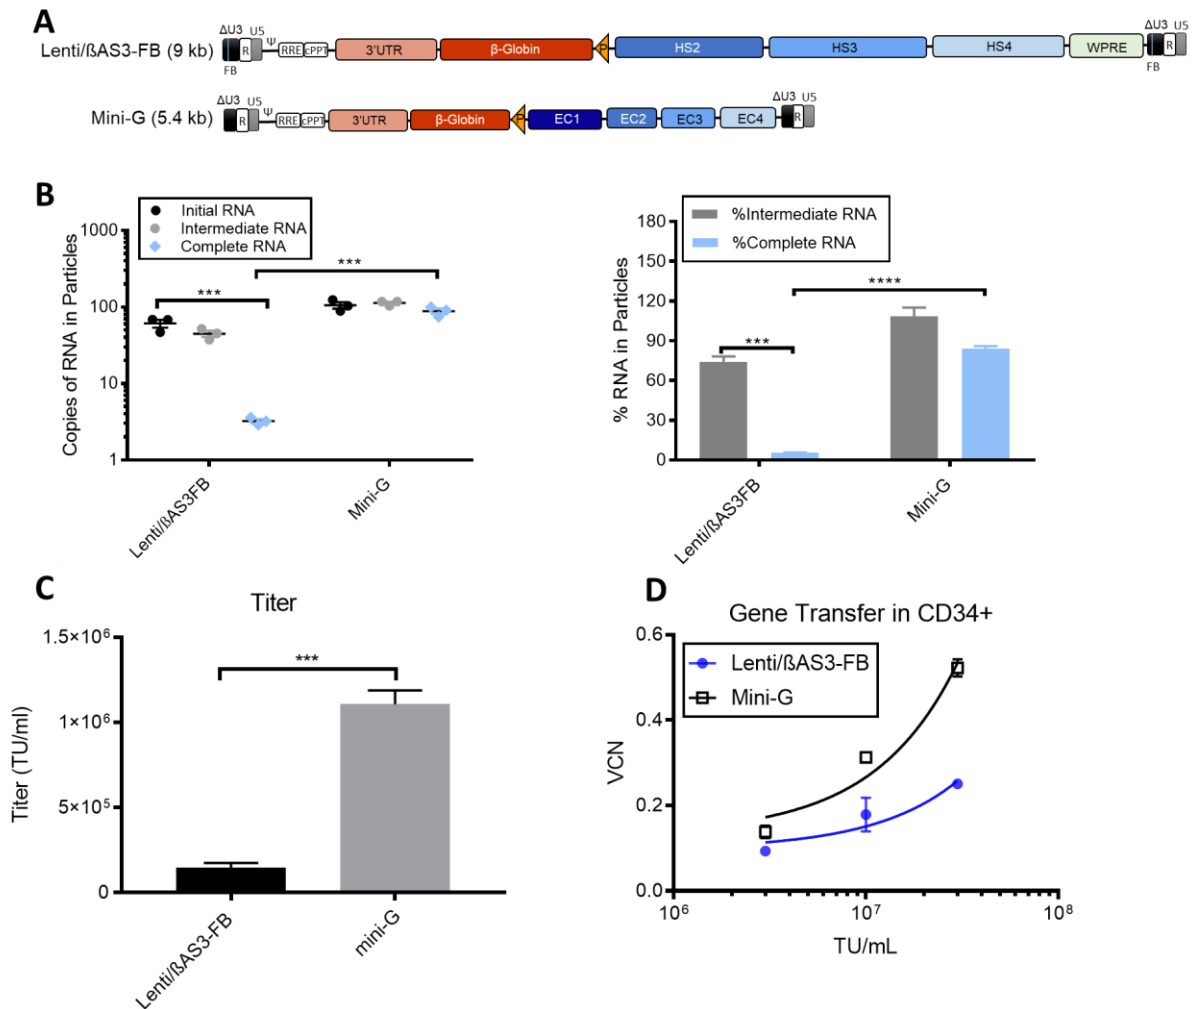 A
ΔU3 U5 Ψ ΔU3 U5
Lenti/ßAS3-FB (9 kb) R RRE cPPT 3'UTR β-Globin P HS2 HS3 HS4 WPRE R
FB FB
ΔU3 U5 Ψ ΔU3 U5
Mini-G (5.4 kb) R RRE cPPT 3'UTR β-Globin P EC1 EC2 EC3 EC4 R
B
Initial RNA
Intermediate RNA
Complete RNA
Copies of RNA in Particles
1000
100
10
1
***
***
Lenti/ßAS3FB
Mini-G
%Intermediate RNA
%Complete RNA
% RNA in Particles
180
150
120
90
60
30
0
***
****
Lenti/ßAS3FB
Mini-G
C
Titer
Titer (TU/ml)
1.5×10⁶
1×10⁶
5×10⁵
0
***
Lenti/ßAS3-FB
mini-G
D
Gene Transfer in CD34+
Lenti/ßAS3-FB
Mini-G
VCN
0.6
0.4
0.2
0.0
10⁶ 10⁷ 10⁸
TU/mL